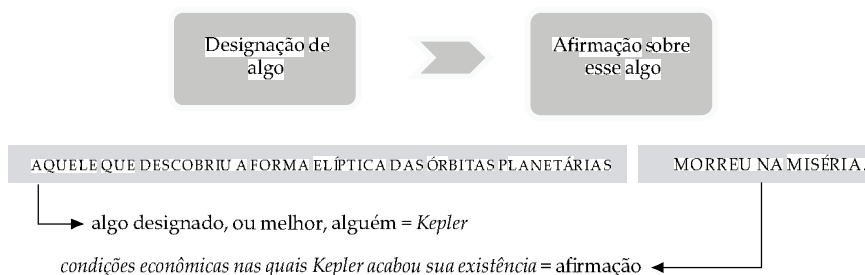 Designação de
algo
Afirmação sobre
esse algo
AQUELE QUE DESCOBRIU A FORMA ELÍPTICA DAS ÓRBITAS PLANETÁRIAS
MORREU NA MISÉRIA.
algo designado, ou melhor, alguém = Kepler
condições econômicas nas quais Kepler acabou sua existência = afirmação